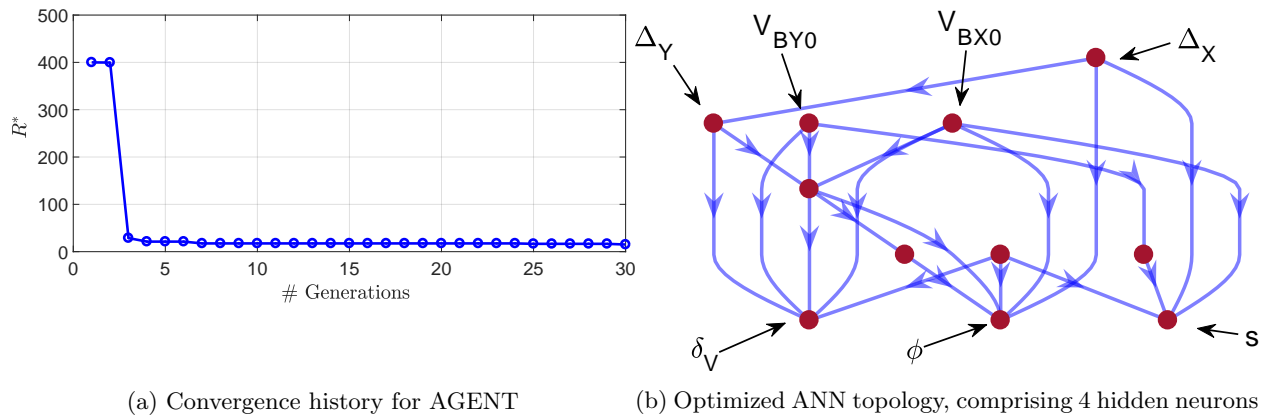 500
400
300
200
100
0
R*
0 5 10 15 20 25 30
# Generations
Δ_Y
V_BY0
V_BX0
Δ_X
δ_V
ϕ
s
(a) Convergence history for AGENT
(b) Optimized ANN topology, comprising 4 hidden neurons